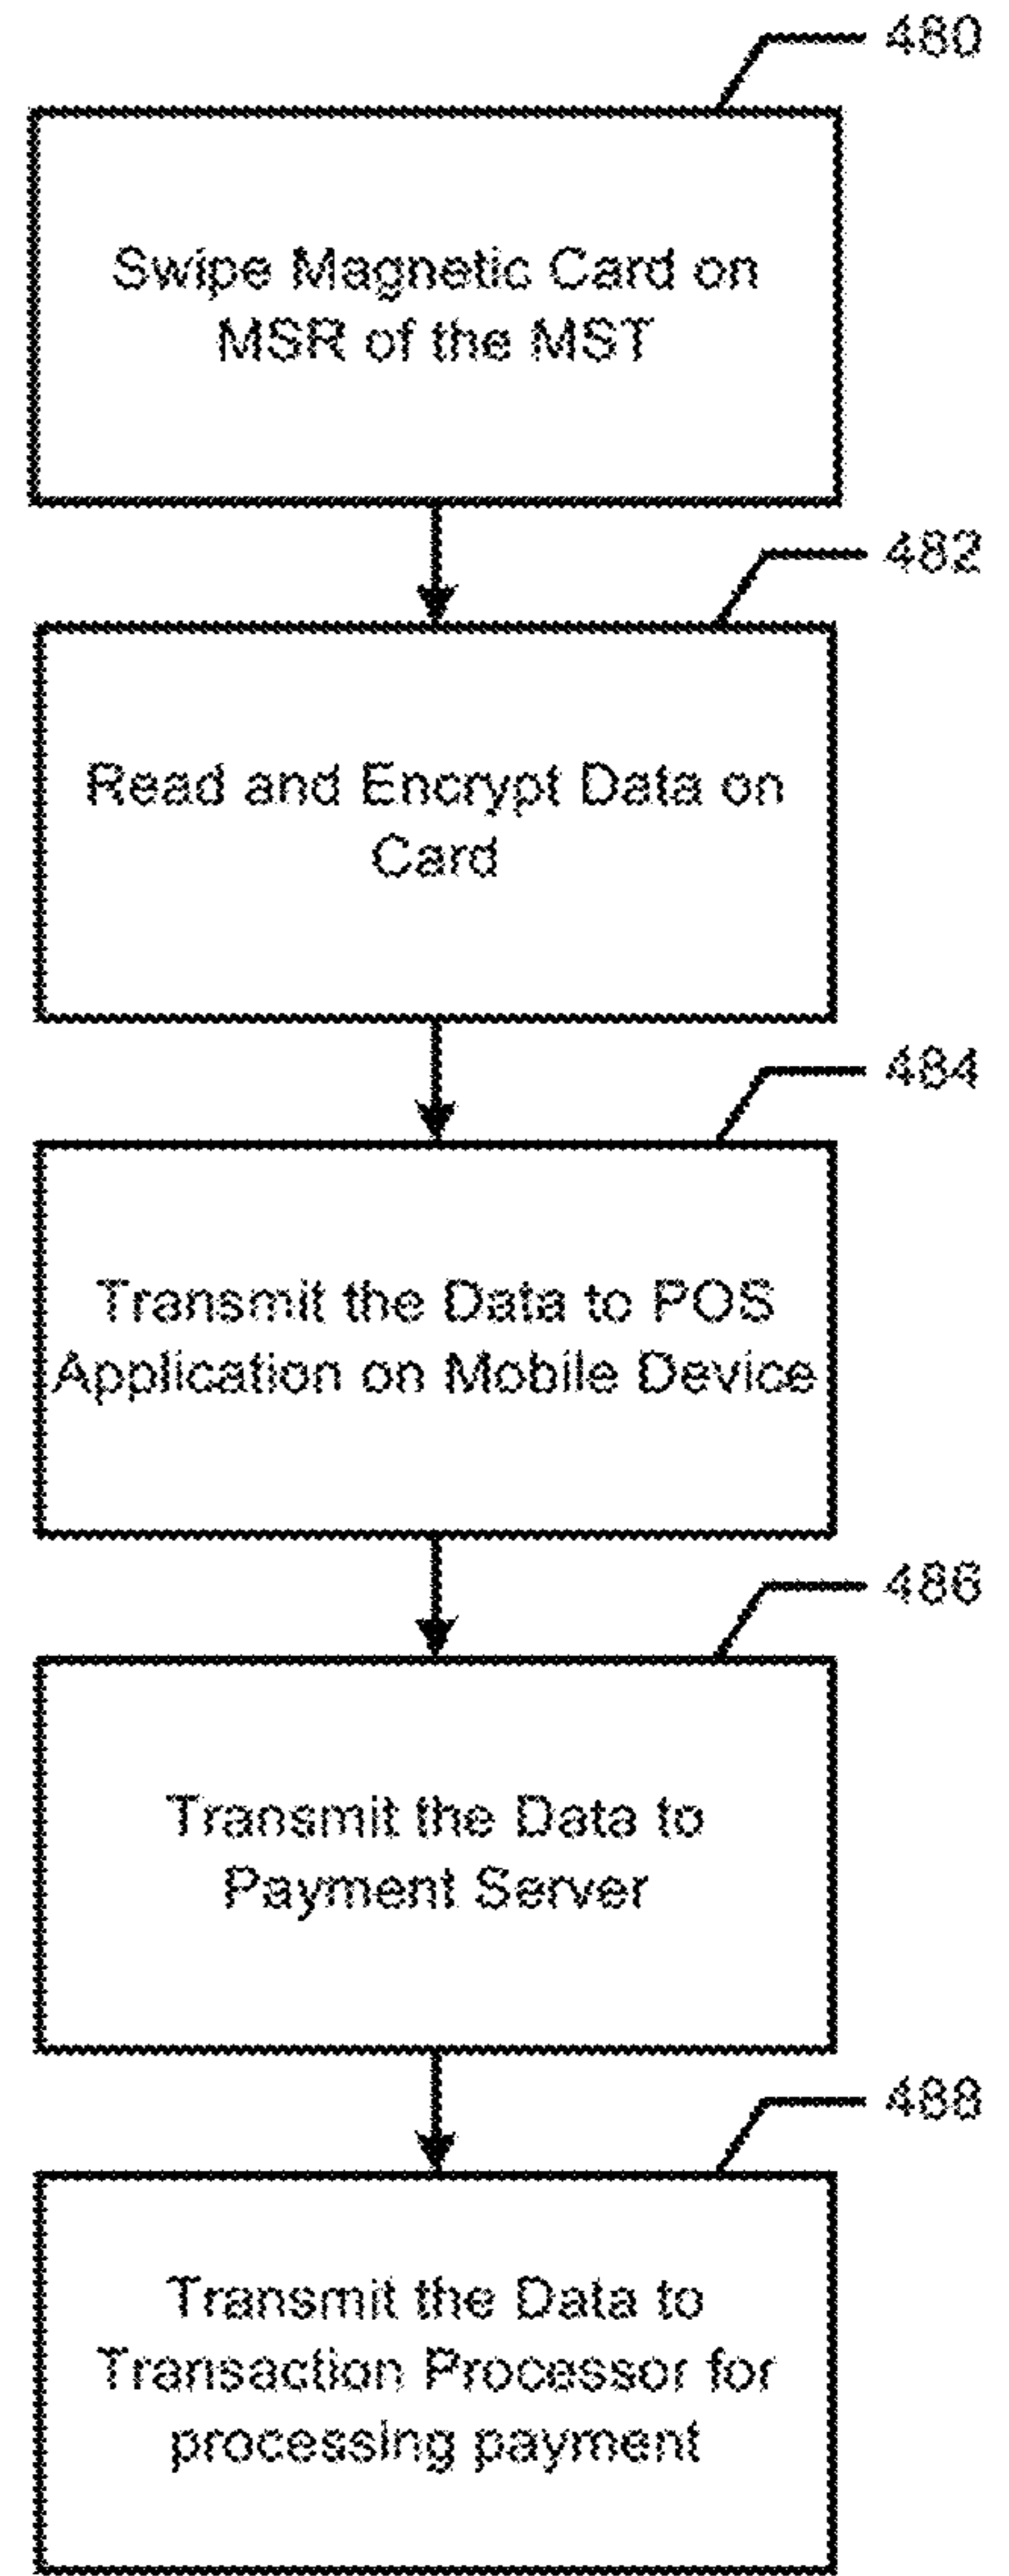 480
Swipe Magnetic Card on
MSR of the MST
482
Read and Encrypt Data on
Card
484
Transmit the Data to POS
Application on Mobile Device
486
Transmit the Data to
Payment Server
488
Transmit the Data to
Transaction Processor for
processing payment